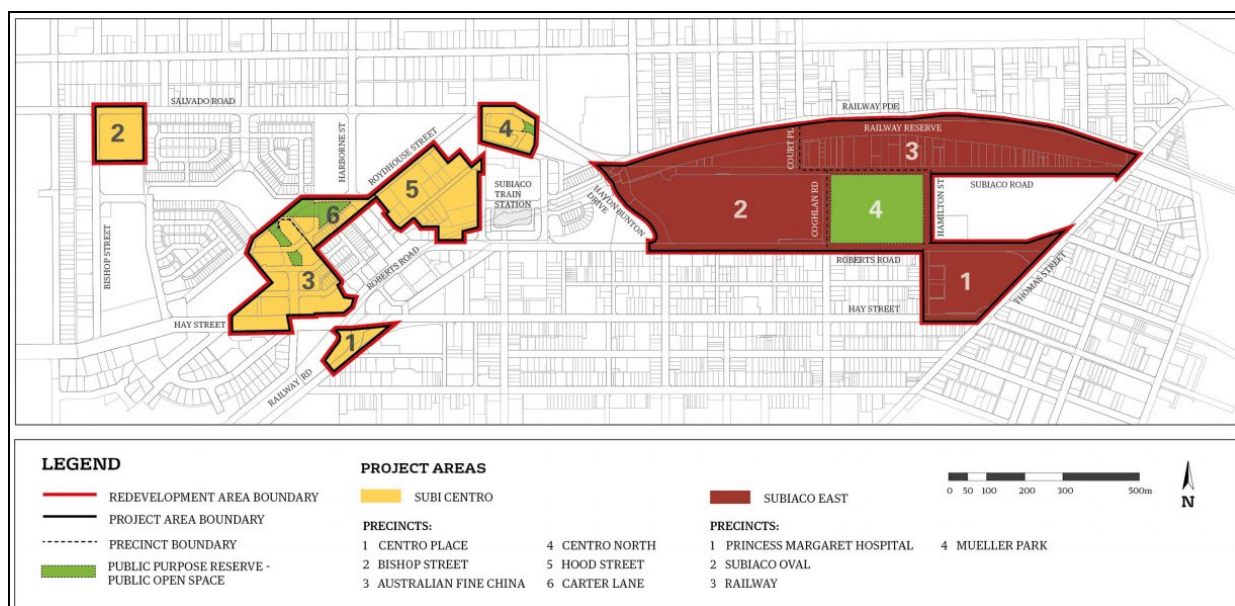 SALVADO ROAD
2
BISHOP STREET
HARBORNE ST
ROYDHOUSE STREET
4
5
6
3
SUBIACO
TRAIN
STATION
ROBERTS ROAD
HAY STREET
1
RAILWAY RD
HAYDN BUNTON
DRIVE
RAILWAY PDE
RAILWAY RESERVE
COURT PL
3
2
COGHLAN RD
4
HAMILTON ST
SUBIACO ROAD
ROBERTS ROAD
1
HAY STREET
THOMAS STREET
LEGEND
REDEVELOPMENT AREA BOUNDARY
PROJECT AREA BOUNDARY
PRECINCT BOUNDARY
PUBLIC PURPOSE RESERVE -
PUBLIC OPEN SPACE
PROJECT AREAS
SUBI CENTRO
PRECINCTS:
1 CENTRO PLACE
2 BISHOP STREET
3 AUSTRALIAN FINE CHINA
4 CENTRO NORTH
5 HOOD STREET
6 CARTER LANE
SUBIACO EAST
PRECINCTS:
1 PRINCESS MARGARET HOSPITAL
2 SUBIACO OVAL
3 RAILWAY
4 MUELLER PARK
0 50 100 200 300 500m
N